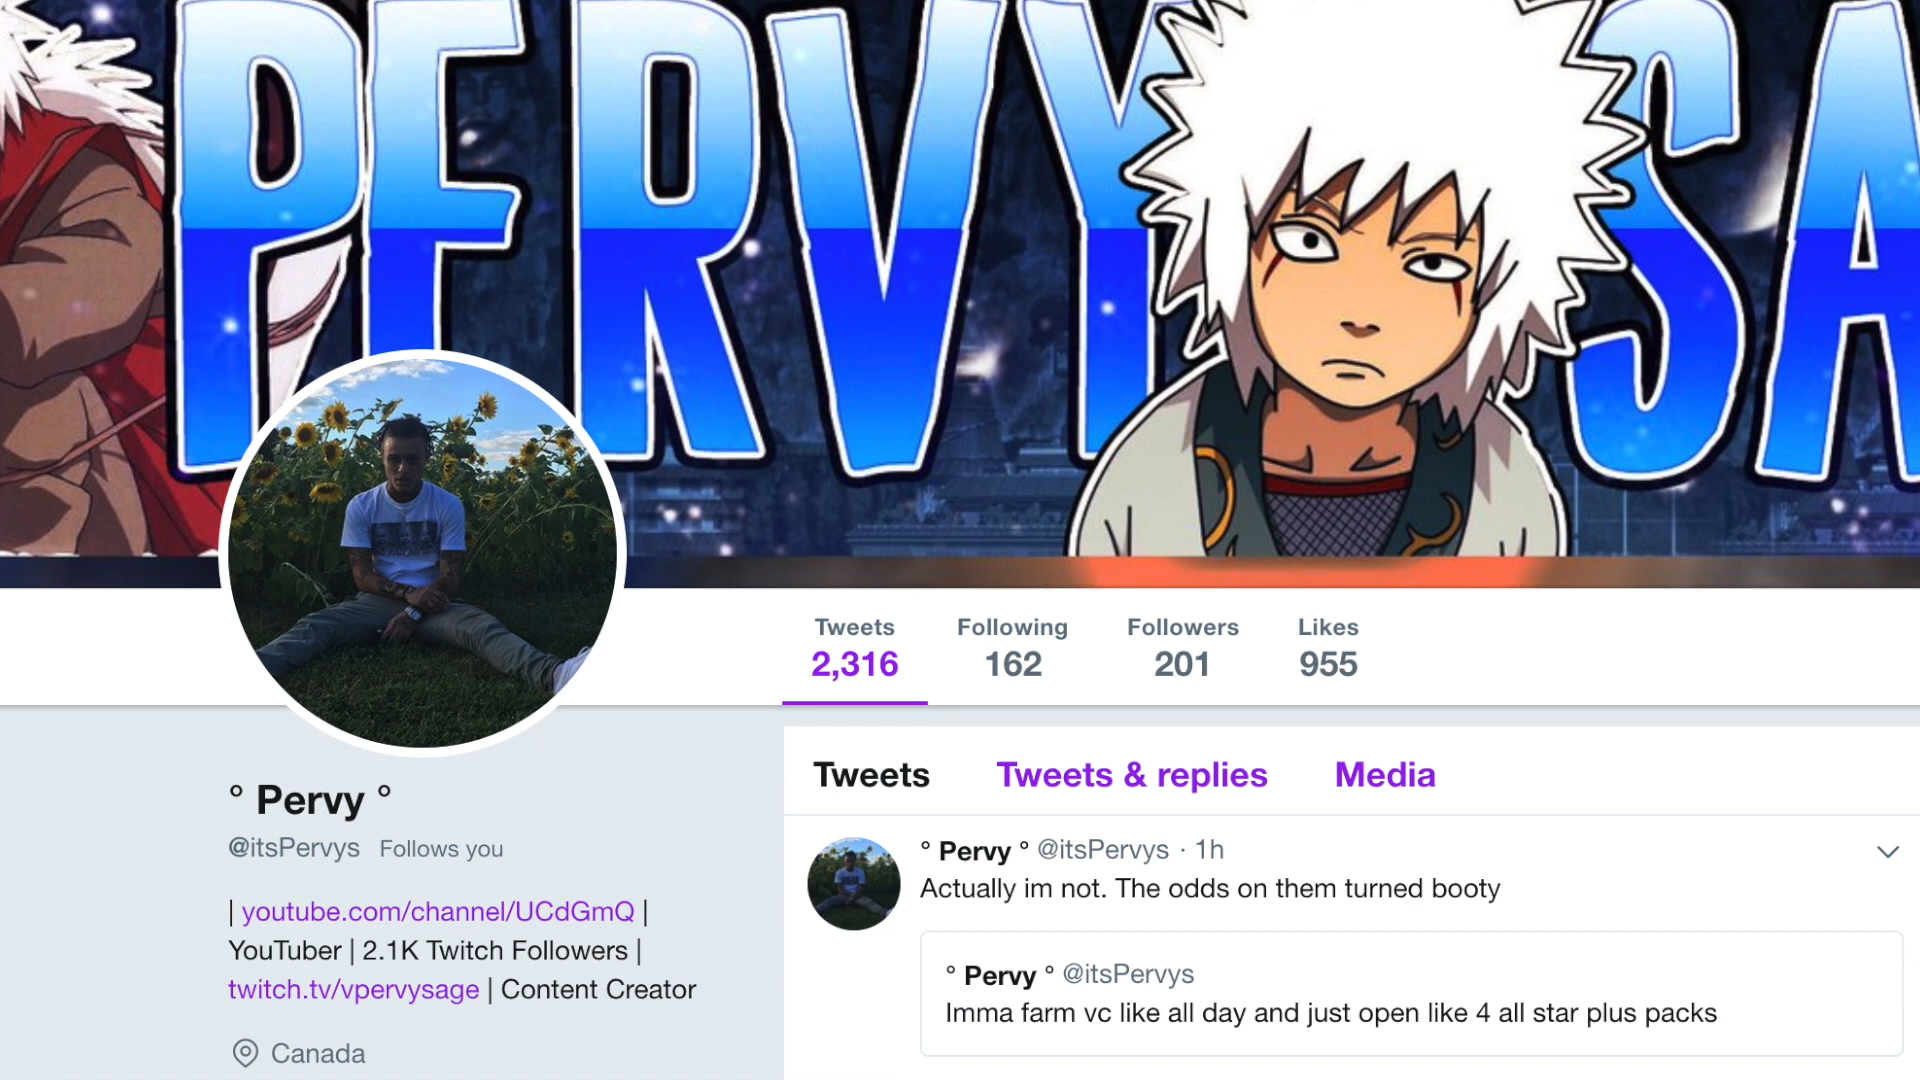 PERVY SA
Tweets Following Followers Likes
2,316 162 201 955
Tweets Tweets & replies Media
° Pervy °
@itsPervys Follows you
| youtube.com/channel/UCdGmQ |
YouTuber | 2.1K Twitch Followers |
twitch.tv/vpervysage | Content Creator
Canada
° Pervy ° @itsPervys · 1h
Actually im not. The odds on them turned booty
° Pervy ° @itsPervys
Imma farm vc like all day and just open like 4 all star plus packs